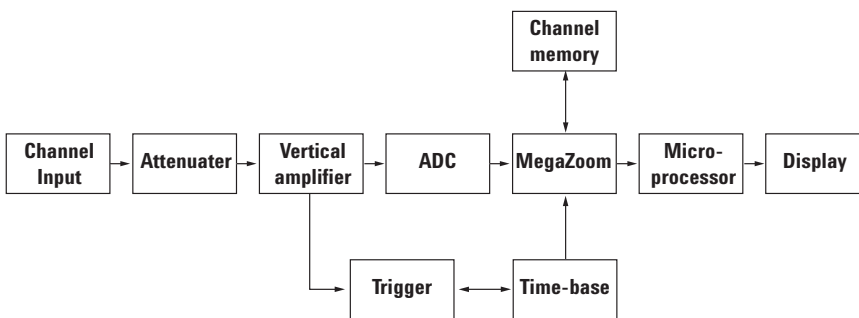 Channel
memory
Channel
Input
Attenuater
Vertical
amplifier
ADC
MegaZoom
Micro-
processor
Display
Trigger
Time-base